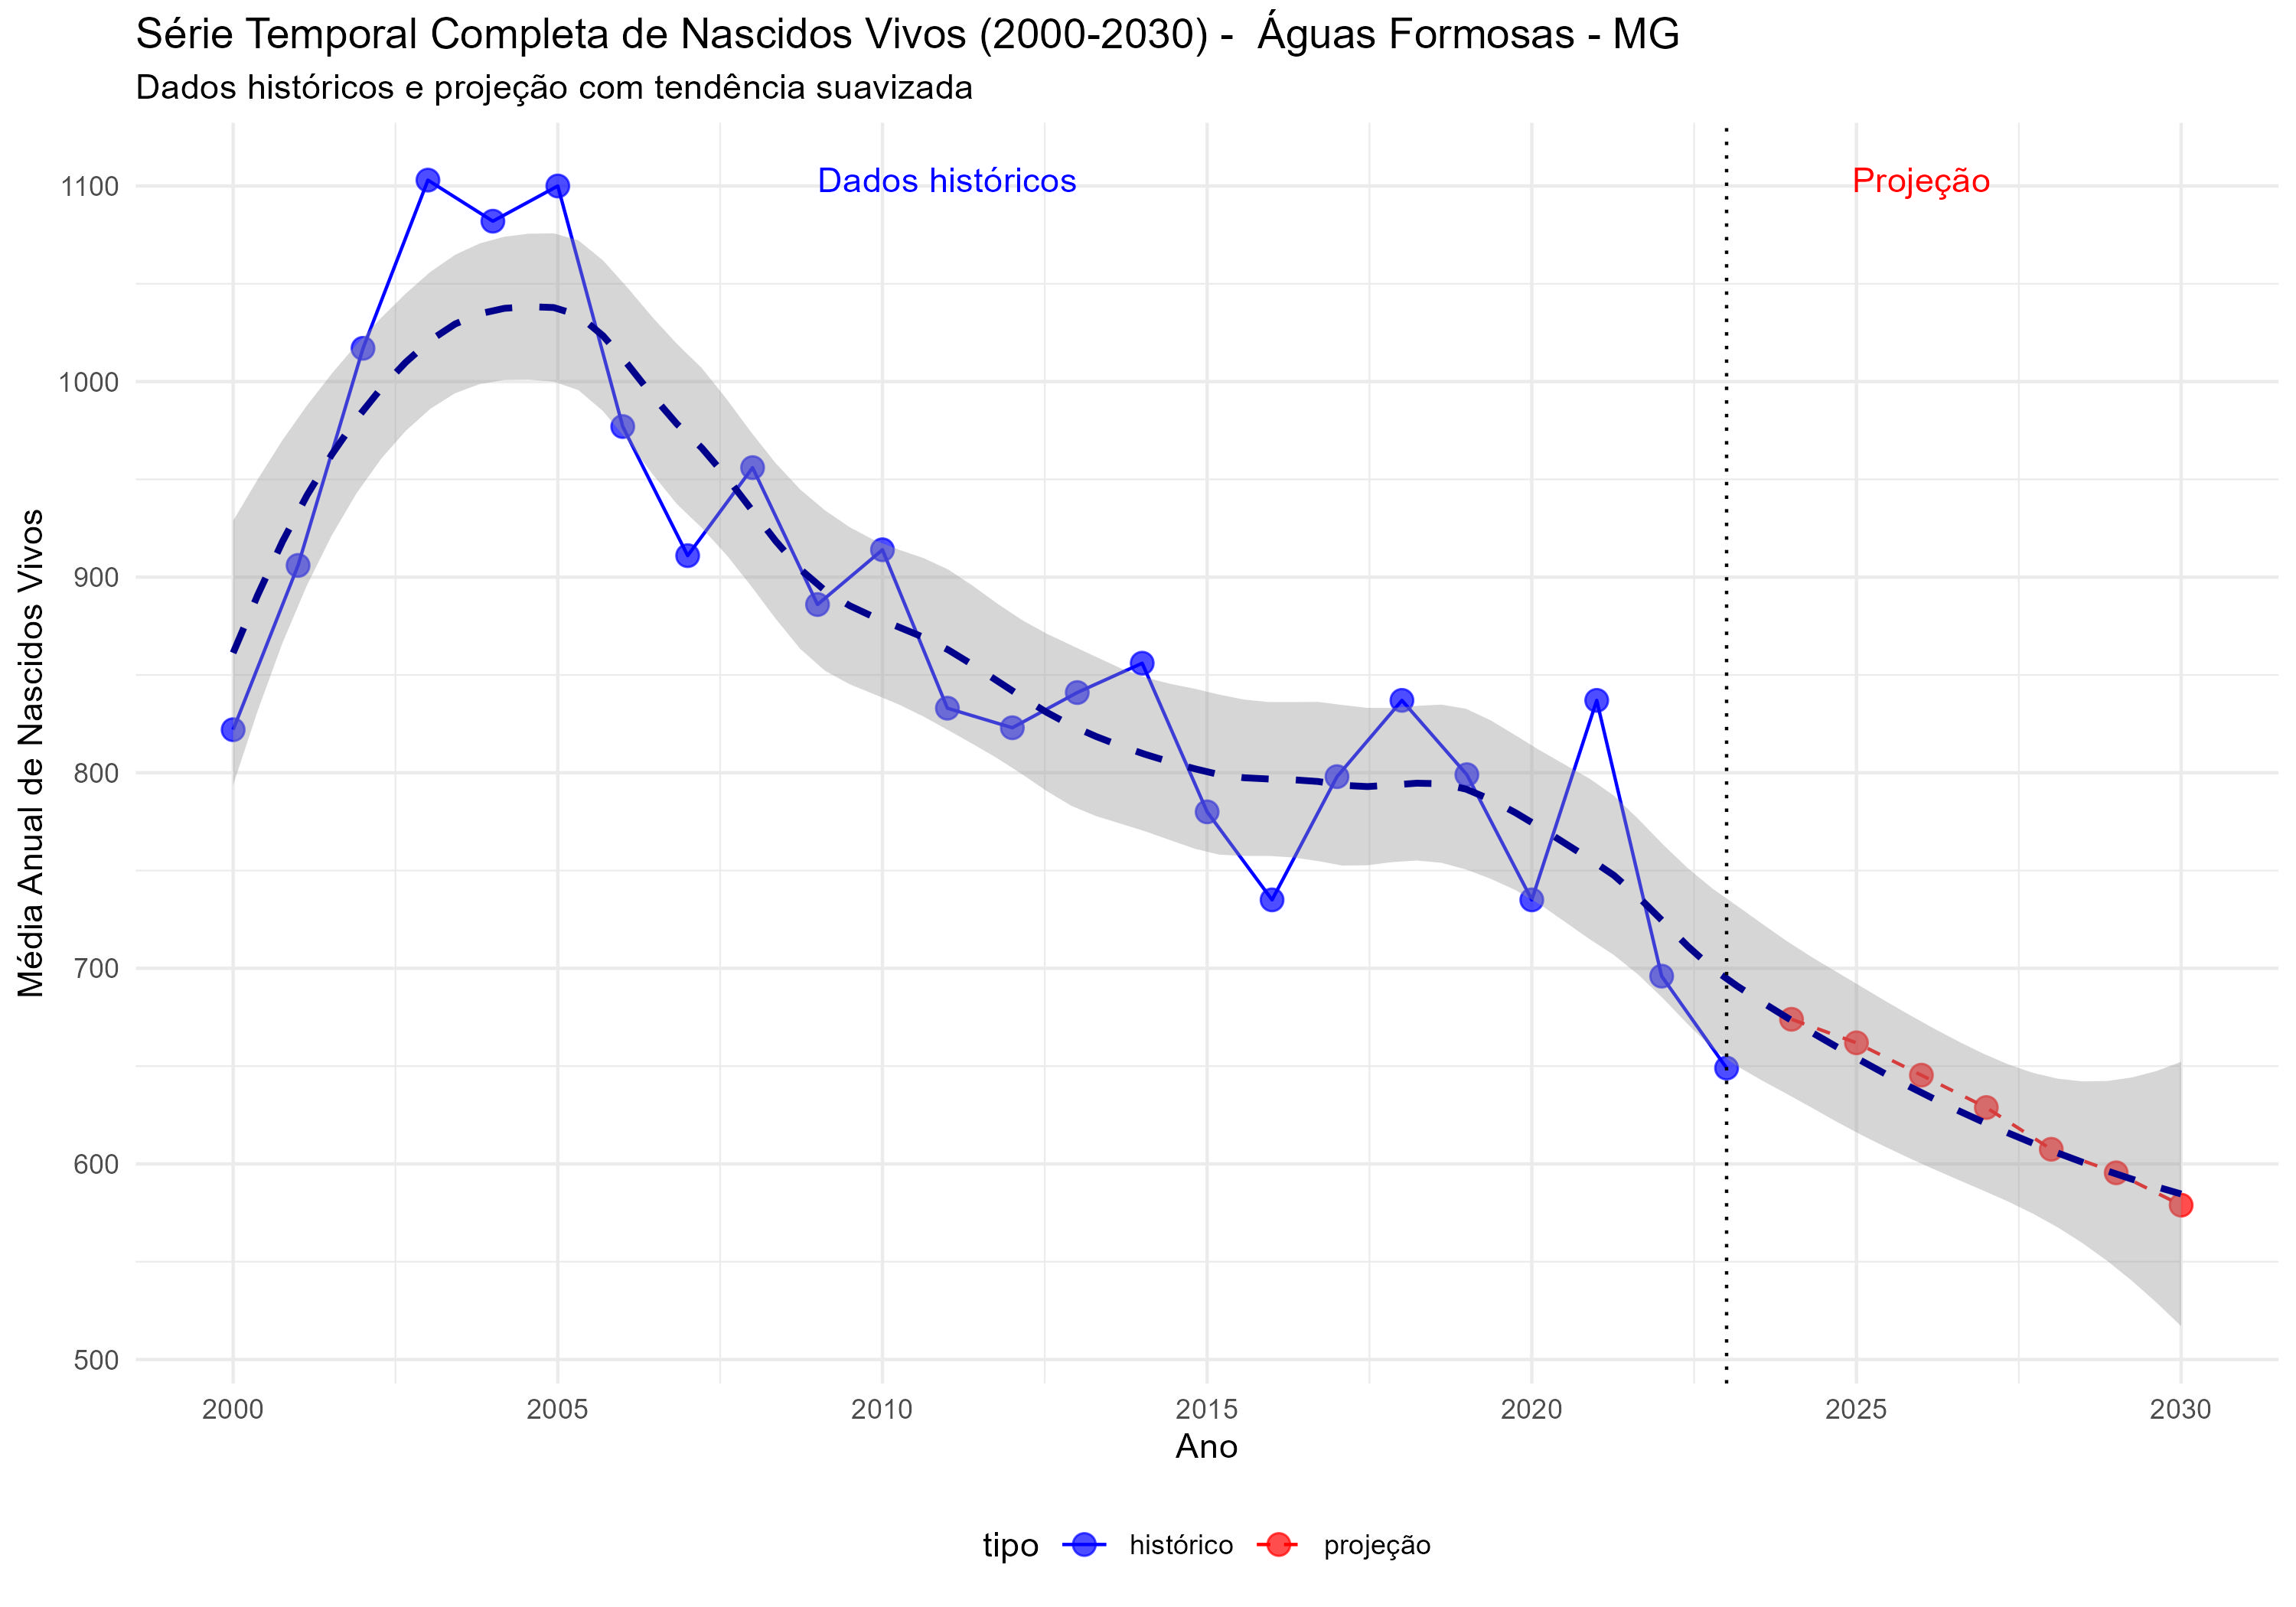 Série Temporal Completa de Nascidos Vivos (2000-2030) -  Águas Formosas - MG
Dados históricos e projeção com tendência suavizada
Dados históricos
Projeção
Média Anual de Nascidos Vivos
1100
1000
900
800
700
600
500
2000
2005
2010
2015
2020
2025
2030
Ano
tipo
histórico
projeção